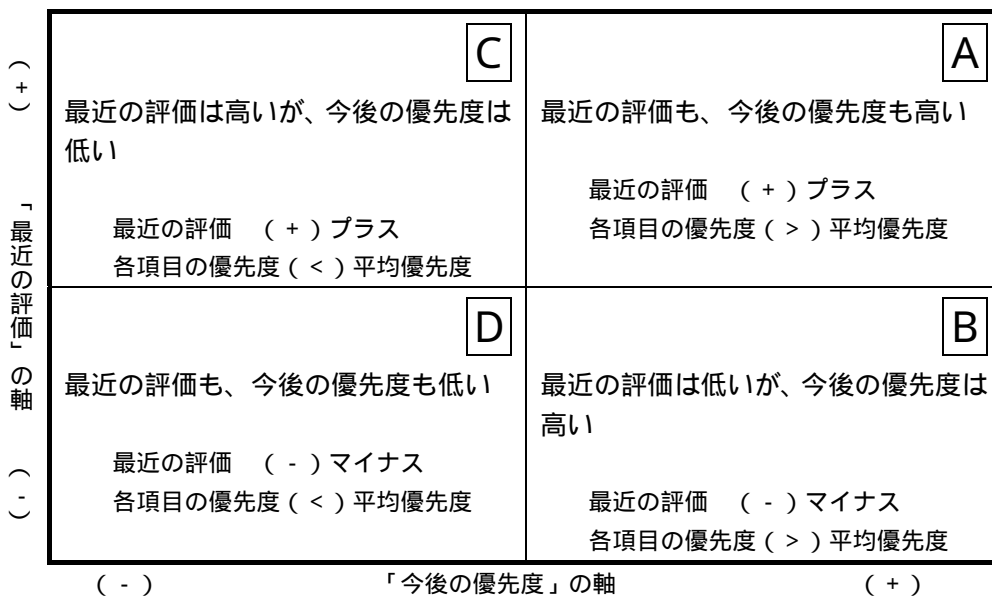 （+）
「最近の評価」の軸
（-）
C
最近の評価は高いが、今後の優先度は
低い
最近の評価　（+）プラス
各項目の優先度（<）平均優先度
A
最近の評価も、今後の優先度も高い
最近の評価　（+）プラス
各項目の優先度（>）平均優先度
D
最近の評価も、今後の優先度も低い
最近の評価　（-）マイナス
各項目の優先度（<）平均優先度
B
最近の評価は低いが、今後の優先度は
高い
最近の評価　（-）マイナス
各項目の優先度（>）平均優先度
（-）　「今後の優先度」の軸　（+）